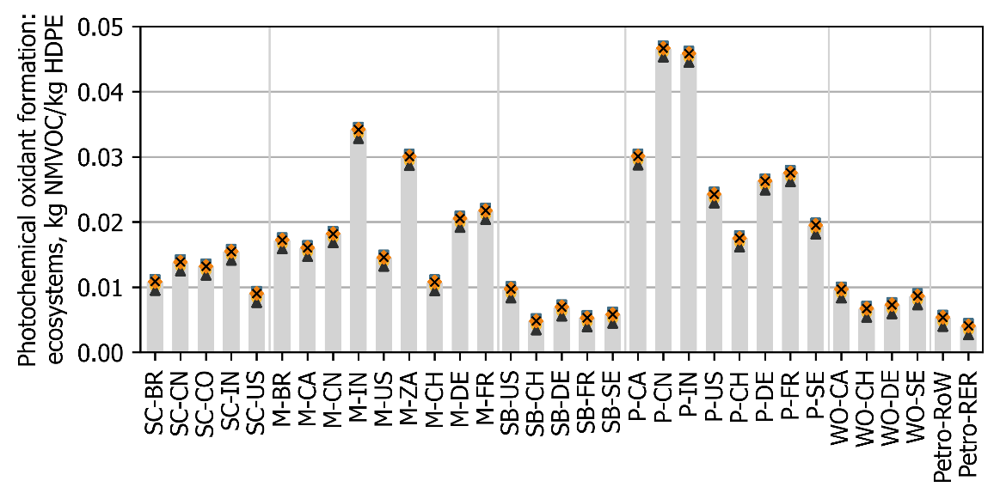 Photochemical oxidant formation:
ecosystems, kg NMVOC/kg HDPE
0.05
0.04
0.03
0.02
0.01
0.00
SC-BR
SC-CN
SC-CO
SC-IN
SC-US
M-BR
M-CA
M-CN
M-IN
M-US
M-ZA
M-CH
M-DE
M-FR
SB-US
SB-CH
SB-DE
SB-FR
SB-SE
P-CA
P-CN
P-IN
P-US
P-CH
P-DE
P-FR
P-SE
WO-CA
WO-CH
WO-DE
WO-SE
Petro-RoW
Petro-RER